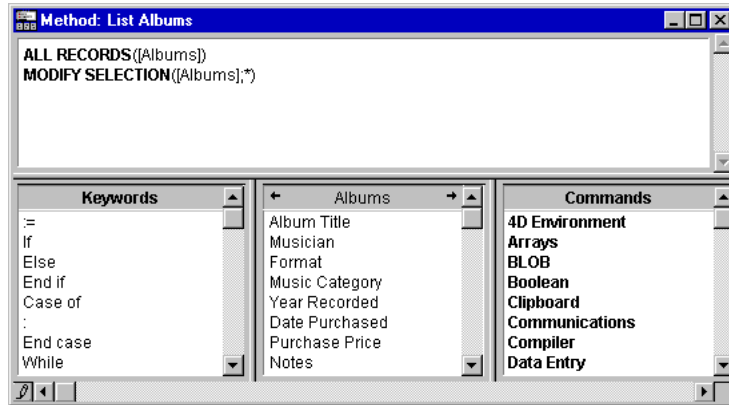 Method: List Albums
ALL RECORDS([Albums])
MODIFY SELECTION([Albums];*)
Keywords
:=
If
Else
End if
Case of
:
End case
While
Albums
Album Title
Musician
Format
Music Category
Year Recorded
Date Purchased
Purchase Price
Notes
Commands
4D Environment
Arrays
BLOB
Boolean
Clipboard
Communications
Compiler
Data Entry